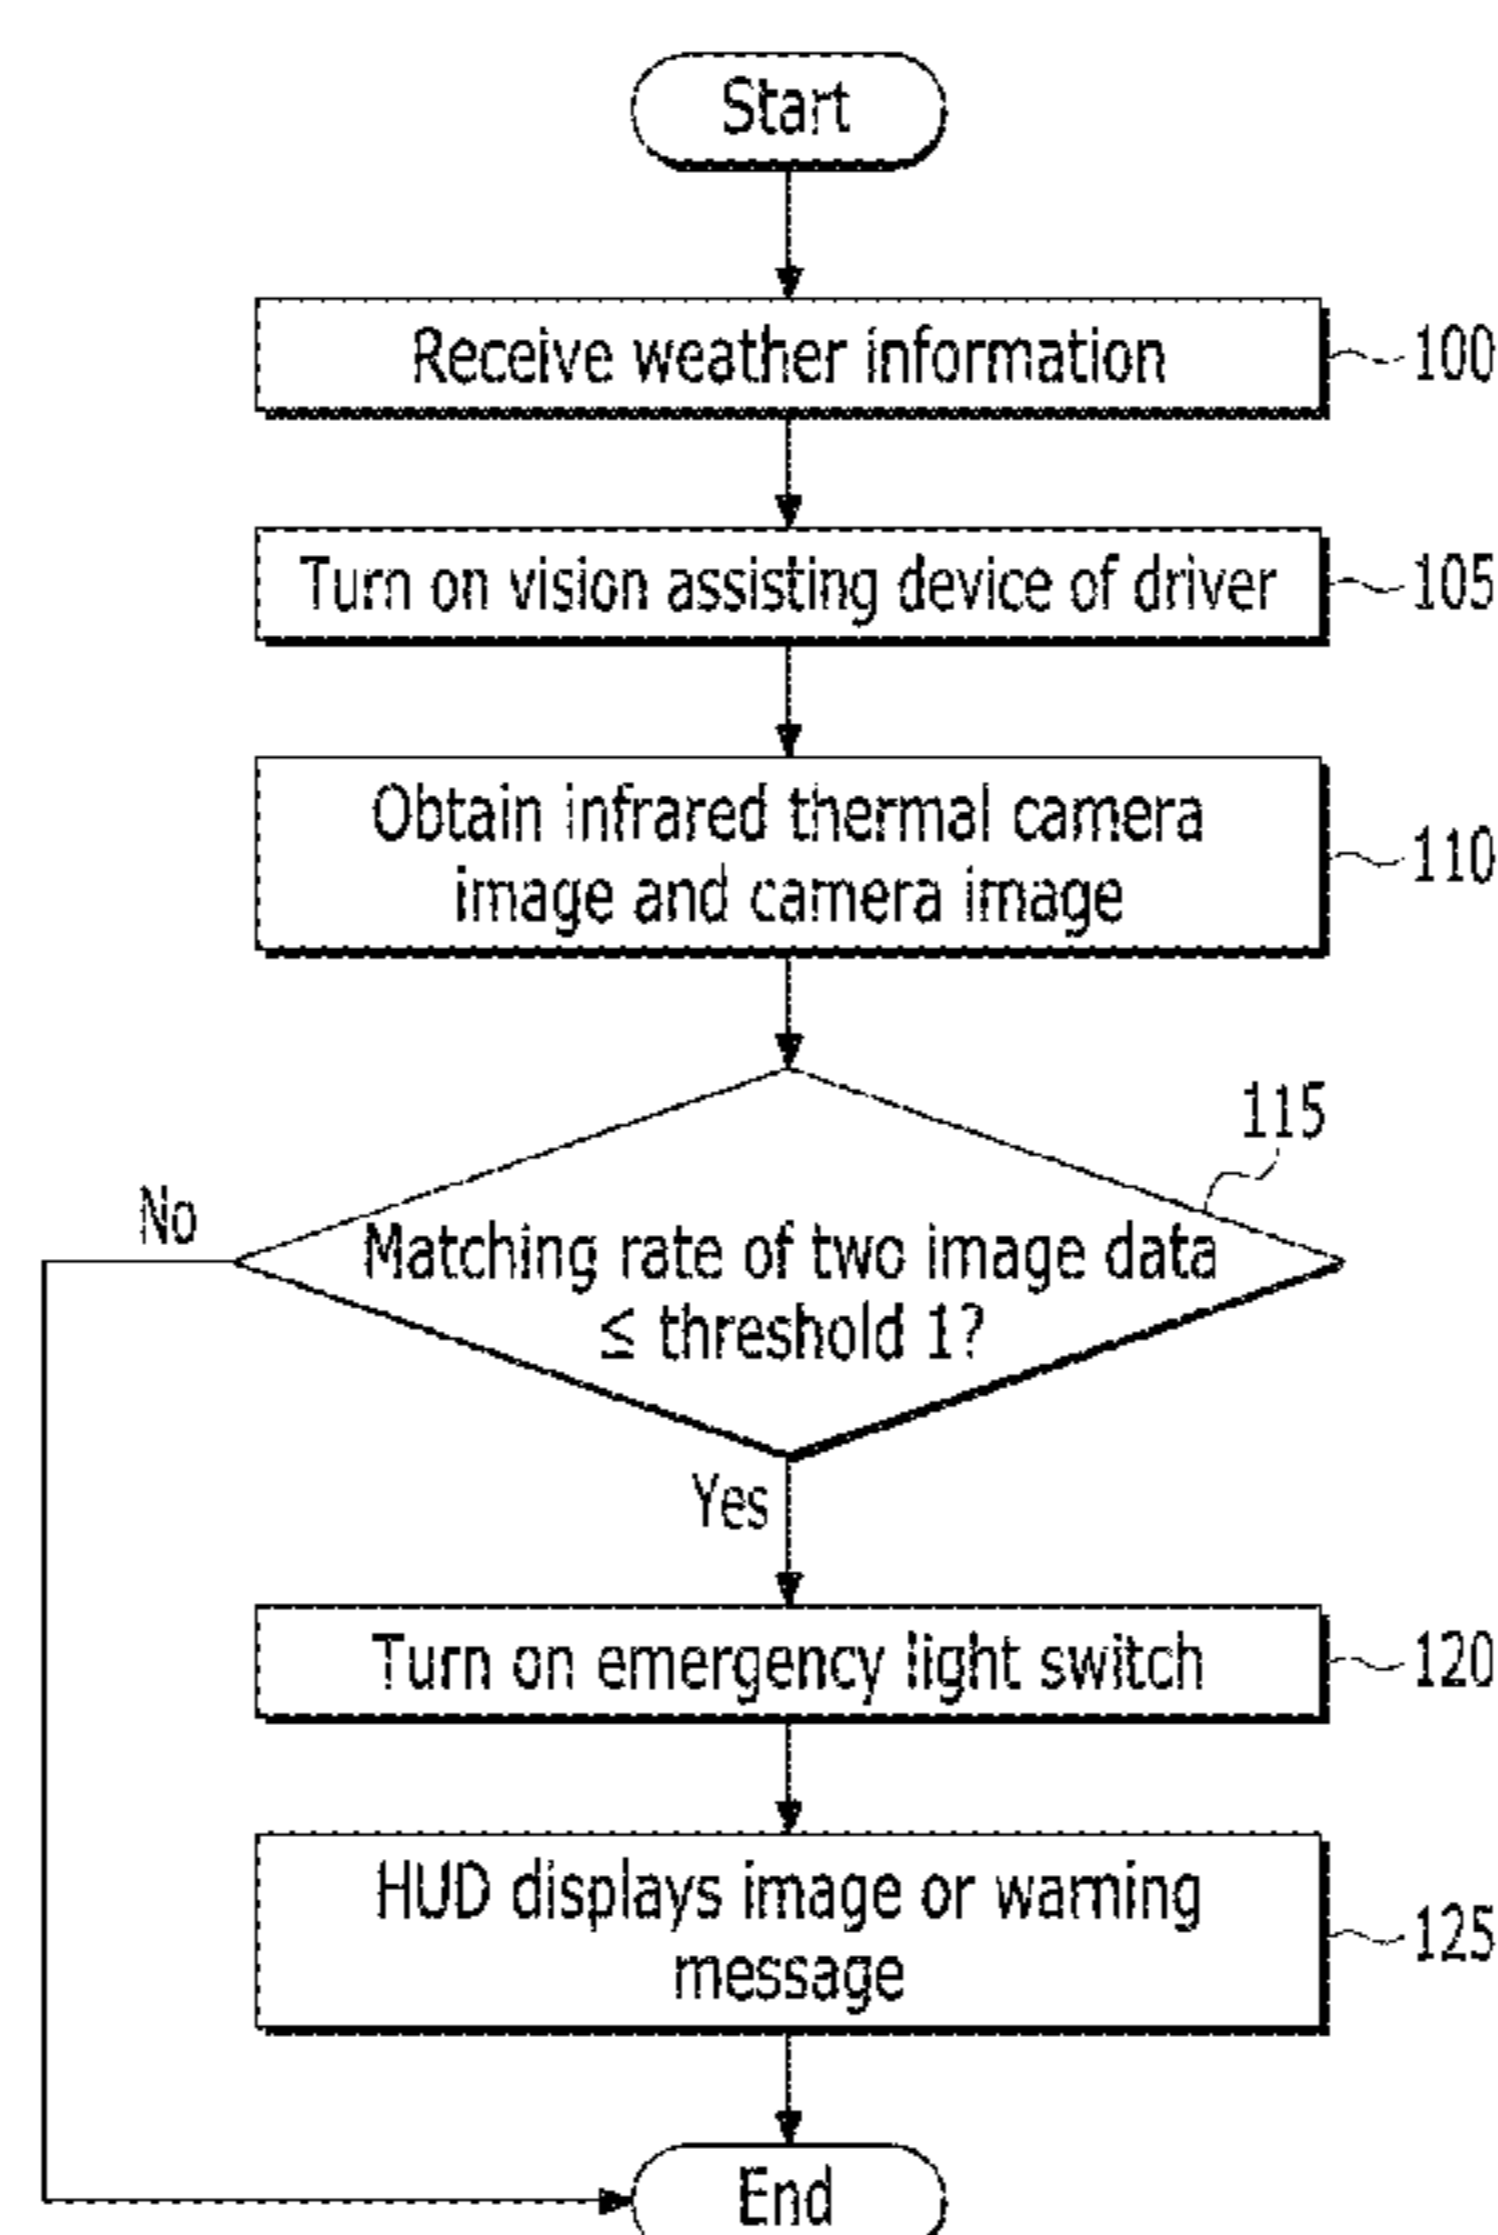 Start
Receive weather information
100
Turn on vision assisting device of driver
105
Obtain infrared thermal camera
image and camera image
110
115
No
Matching rate of two image data
≤ threshold 1?
Yes
Turn on emergency light switch
120
HUD displays image or warning
message
125
End